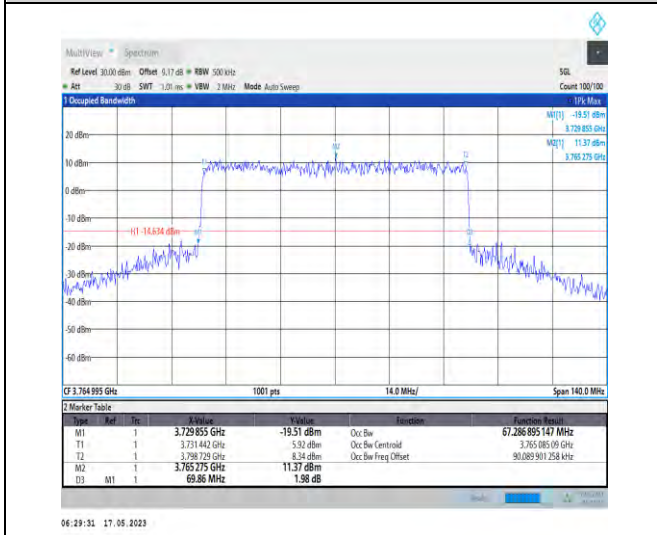 MultiView Spectrum
Ref Level 30.00 dBm Offset 9.17 dB RBW 500 kHz SGL
Att 30 dB SWT 1.01 ms VBW 2 MHz Mode Auto Sweep Count 100/100
1 Occupied Bandwidth 1Pk Max
M1[1] -19.51 dBm
3.729 855 GHz
M2[1] 11.37 dBm
3.765 275 GHz
20 dBm
M2
T1 T2
10 dBm
0 dBm
-10 dBm
H1 -14.634 dBm
M1 D3
-20 dBm
-30 dBm
-40 dBm
-50 dBm
-60 dBm
CF 3.764 995 GHz 1001 pts 14.0 MHz/ Span 140.0 MHz
2 Marker Table
Type Ref Trc X-Value Y-Value Function Function Result
M1 1 3.729 855 GHz -19.51 dBm Occ Bw 67.286 895 147 MHz
T1 1 3.731 442 GHz 5.92 dBm Occ Bw Centroid 3.765 085 09 GHz
T2 1 3.798 729 GHz 8.34 dBm Occ Bw Freq Offset 90.089 901 258 kHz
M2 1 3.765 275 GHz 11.37 dBm
D3 M1 1 69.86 MHz 1.98 dB
06:29:31 17.05.2023